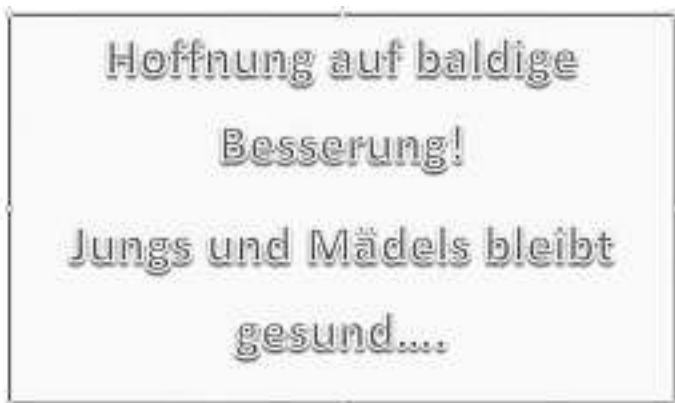 Hoffnung auf baldige
Besserung!
Jungs und Mädels bleibt
gesund....